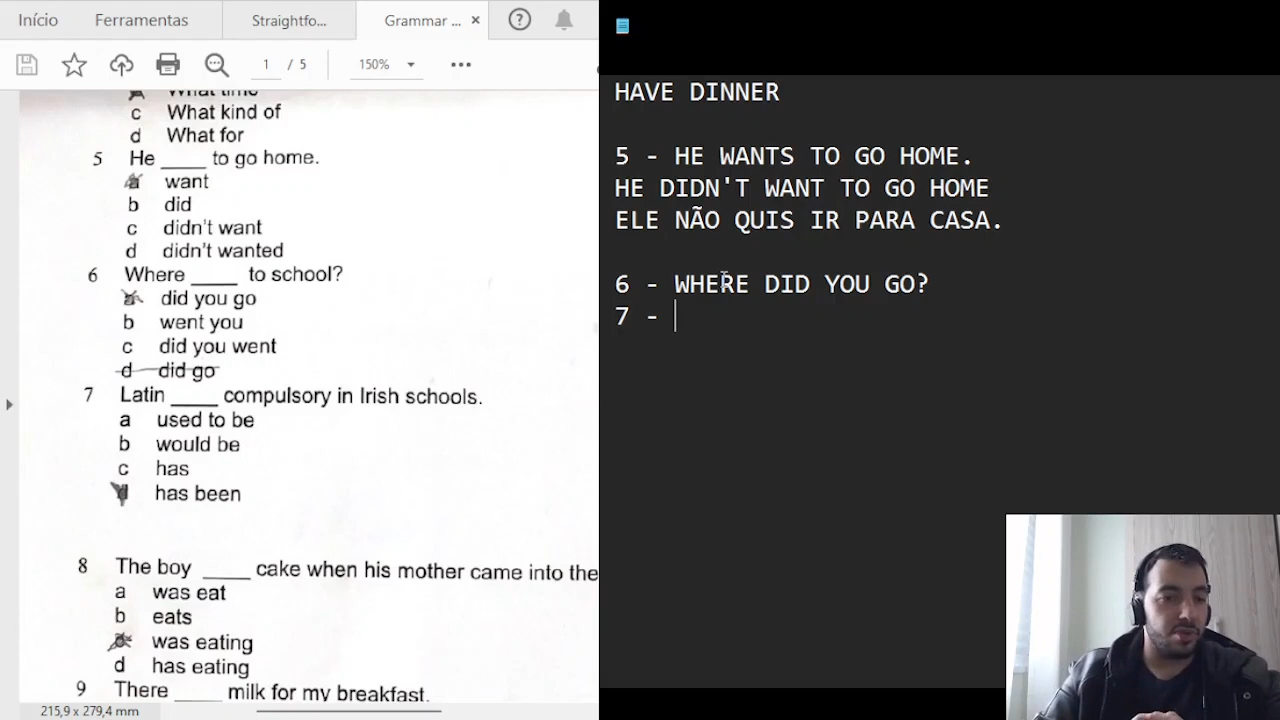 Início Ferramentas Straightfo... Grammar ... × ?
1 / 5 150% •••
What time
c What kind of
d What for
5 He ____ to go home.
a want
b did
c didn't want
d didn't wanted
6 Where ____ to school?
a did you go
b went you
c did you went
d did go
7 Latin ____ compulsory in Irish schools.
a used to be
b would be
c has
d has been
8 The boy ____ cake when his mother came into the
a was eat
b eats
c was eating
d has eating
9 There ____ milk for my breakfast.
215,9 x 279,4 mm
HAVE DINNER
5 - HE WANTS TO GO HOME.
HE DIDN'T WANT TO GO HOME
ELE NÃO QUIS IR PARA CASA.
6 - WHERE DID YOU GO?
7 -